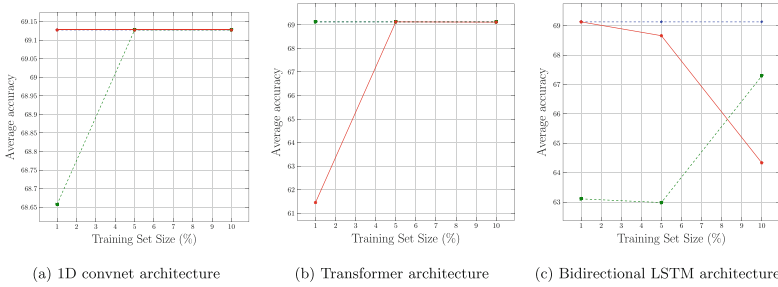 69.15
69.1
69.05
69
68.95
68.9
68.85
68.8
68.75
68.7
68.65
1 2 3 4 5 6 7 8 9 10
Average accuracy
Training Set Size (%)
(a) 1D convnet architecture
69
68
67
66
65
64
63
62
61
1 2 3 4 5 6 7 8 9 10
Average accuracy
Training Set Size (%)
(b) Transformer architecture
69
68
67
66
65
64
63
1 2 3 4 5 6 7 8 9 10
Average accuracy
Training Set Size (%)
(c) Bidirectional LSTM architecture